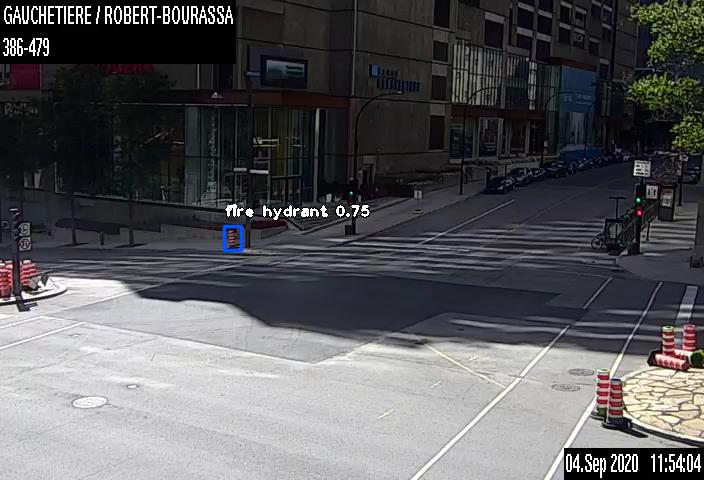 GAUCHETIERE / ROBERT-BOURASSA
386-479
fire hydrant 0.75
04.Sep 2020 11:54:04